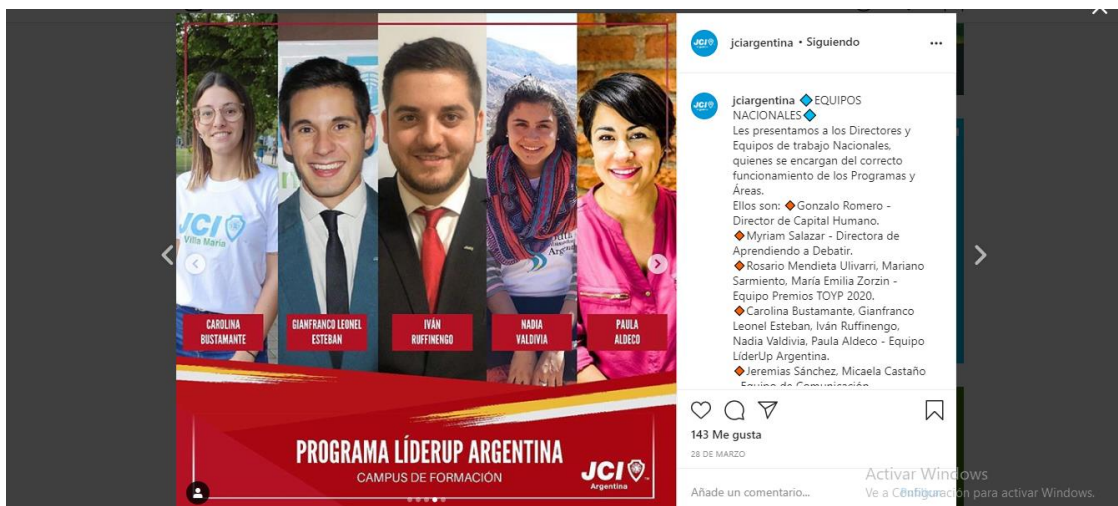 JCI
Villa María
CAROLINA
BUSTAMANTE
GIANFRANCO LEONEL
ESTEBAN
IVÁN
RUFFINENGO
NADIA
VALDIVIA
PAULA
ALDECO
PROGRAMA LÍDERUP ARGENTINA
CAMPUS DE FORMACIÓN
JCI
Argentina
jciargentina • Siguiendo
jciargentina 🔷EQUIPOS
NACIONALES🔷
Les presentamos a los Directores y
Equipos de trabajo Nacionales,
quienes se encargan del correcto
funcionamiento de los Programas y
Áreas.
Ellos son: 🔶Gonzalo Romero -
Director de Capital Humano.
🔶Myriam Salazar - Directora de
Aprendiendo a Debatir.
🔶Rosario Mendieta Ulivarri, Mariano
Sarmiento, María Emilia Zorzin -
Equipo Premios TOYP 2020.
🔶Carolina Bustamante, Gianfranco
Leonel Esteban, Iván Ruffinengo,
Nadia Valdivia, Paula Aldeco - Equipo
LíderUp Argentina.
🔶Jeremias Sánchez, Micaela Castaño
- Equipo de Comunicación
143 Me gusta
28 DE MARZO
Añade un comentario...
Publicar
Activar Windows
Ve a Configuración para activar Windows.